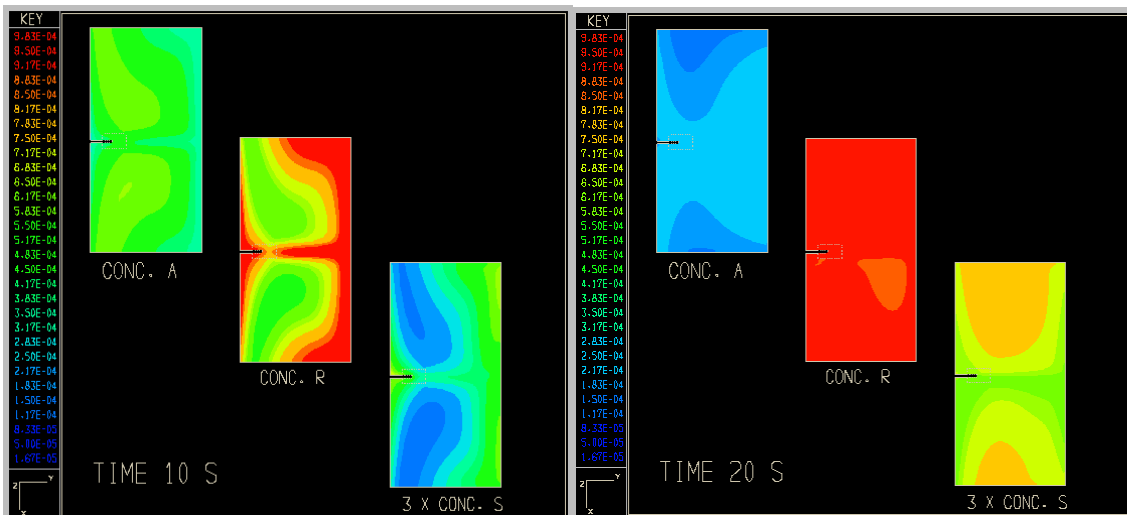 KEY
9.83E-04
9.50E-04
9.17E-04
8.83E-04
8.50E-04
8.17E-04
7.83E-04
7.50E-04
7.17E-04
6.83E-04
6.50E-04
6.17E-04
5.83E-04
5.50E-04
5.17E-04
4.83E-04
4.50E-04
4.17E-04
3.83E-04
3.50E-04
3.17E-04
2.83E-04
2.50E-04
2.17E-04
1.83E-04
1.50E-04
1.17E-04
8.33E-05
5.00E-05
1.67E-05
Z Y
X
CONC. A
CONC. R
3 X CONC. S
TIME 10 S
KEY
9.83E-04
9.50E-04
9.17E-04
8.83E-04
8.50E-04
8.17E-04
7.83E-04
7.50E-04
7.17E-04
6.83E-04
6.50E-04
6.17E-04
5.83E-04
5.50E-04
5.17E-04
4.83E-04
4.50E-04
4.17E-04
3.83E-04
3.50E-04
3.17E-04
2.83E-04
2.50E-04
2.17E-04
1.83E-04
1.50E-04
1.17E-04
8.33E-05
5.00E-05
1.67E-05
Z Y
X
CONC. A
CONC. R
3 X CONC. S
TIME 20 S